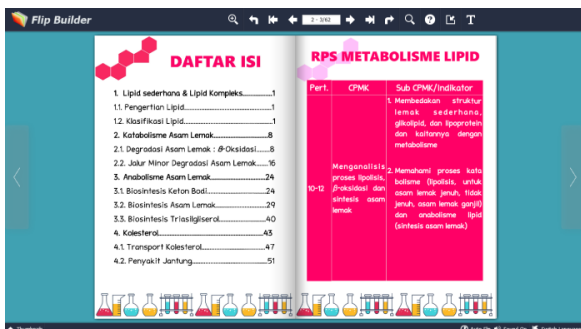 Flip Builder
2 - 3/62
DAFTAR ISI
1. Lipid sederhana & Lipid Kompleks..................1
1.1. Pengertian Lipid..................................1
1.2. Klasifikasi Lipid..................................1
2. Katabolisme Asam Lemak.......................8
2.1. Degradasi Asam Lemak : β-Oksidasi.......8
2.2. Jalur Minor Degradasi Asam Lemak......16
3. Anabolisme Asam Lemak......................24
3.1. Biosintesis Keton Bodi...........................24
3.2. Biosintesis Asam Lemak.......................29
3.3. Biosintesis Triasilgliserol......................40
4. Kolesterol...........................................43
4.1. Transport Kolesterol............................47
4.2. Penyakit Jantung................................51
RPS METABOLISME LIPID
Pert. CPMK Sub CPMK/Indikator
10-12
Menganalisis
proses lipolisis,
β-oksidasi dan
sintesis asam
lemak
1. Membedakan struktur
lemak sederhana,
glikolipid, dan lipoprotein
dan kaitannya dengan
metabolisme
2. Memahami proses kata
bolisme (lipolisis, untuk
asam lemak jenuh, tidak
jenuh, asam lemak ganjil)
dan anabolisme lipid
(sintesis asam lemak)